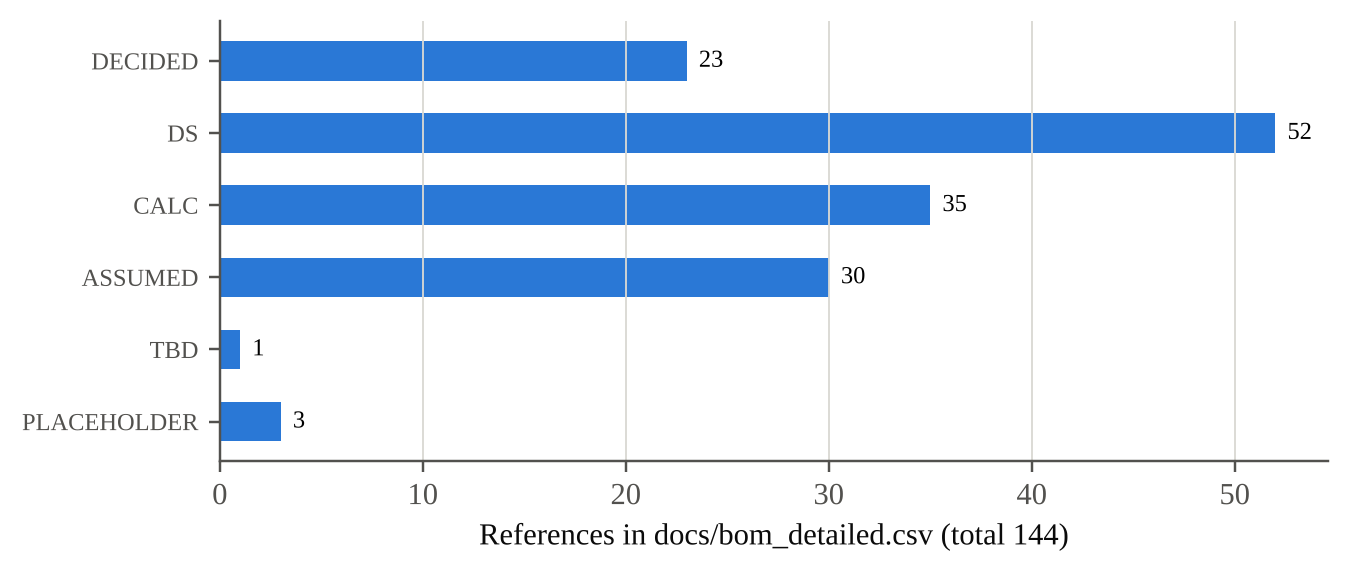 DECIDED 23
DS 52
CALC 35
ASSUMED 30
TBD 1
PLACEHOLDER 3
0 10 20 30 40 50
References in docs/bom_detailed.csv (total 144)